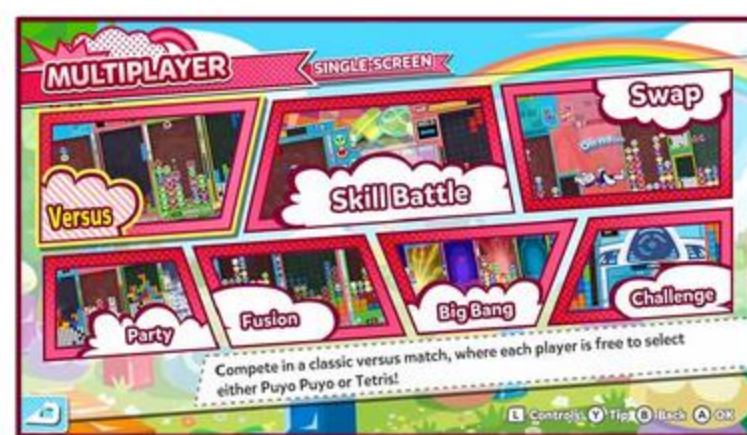 MULTIPLAYER
SINGLE-SCREEN
Versus
Skill Battle
Swap
Party
Fusion
Big Bang
Challenge
Compete in a classic versus match, where each player is free to select
either Puyo Puyo or Tetris!
L Controls Y Tip B Back A OK